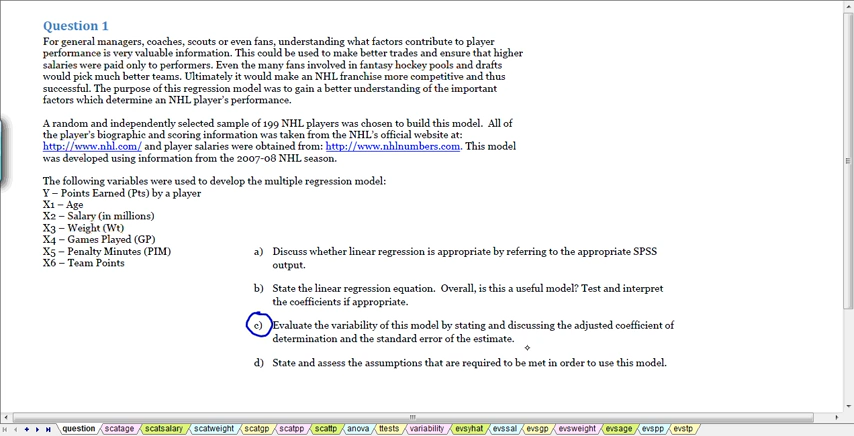 Question 1
For general managers, coaches, scouts or even fans, understanding what factors contribute to player
performance is very valuable information. This could be used to make better trades and ensure that higher
salaries were paid only to performers. Even the many fans involved in fantasy hockey pools and drafts
would pick much better teams. Ultimately it would make an NHL franchise more competitive and thus
successful. The purpose of this regression model was to gain a better understanding of the important
factors which determine an NHL player's performance.
A random and independently selected sample of 199 NHL players was chosen to build this model. All of
the player's biographic and scoring information was taken from the NHL's official website at:
http://www.nhl.com/ and player salaries were obtained from: http://www.nhlnumbers.com. This model
was developed using information from the 2007-08 NHL season.
The following variables were used to develop the multiple regression model:
Y – Points Earned (Pts) by a player
X1 – Age
X2 – Salary (in millions)
X3 – Weight (Wt)
X4 – Games Played (GP)
X5 – Penalty Minutes (PIM)
X6 – Team Points
a) Discuss whether linear regression is appropriate by referring to the appropriate SPSS
output.
b) State the linear regression equation. Overall, is this a useful model? Test and interpret
the coefficients if appropriate.
c) Evaluate the variability of this model by stating and discussing the adjusted coefficient of
determination and the standard error of the estimate.
d) State and assess the assumptions that are required to be met in order to use this model.
question scatage scatsalary scatweight scatgp scatpp scattp anova ttests variability evsyhat evssal evsgp evsweight evsage evspp evstp